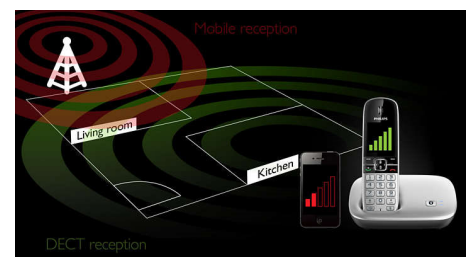 Mobile reception
Living room
Kitchen
PHILIPS
DECT reception